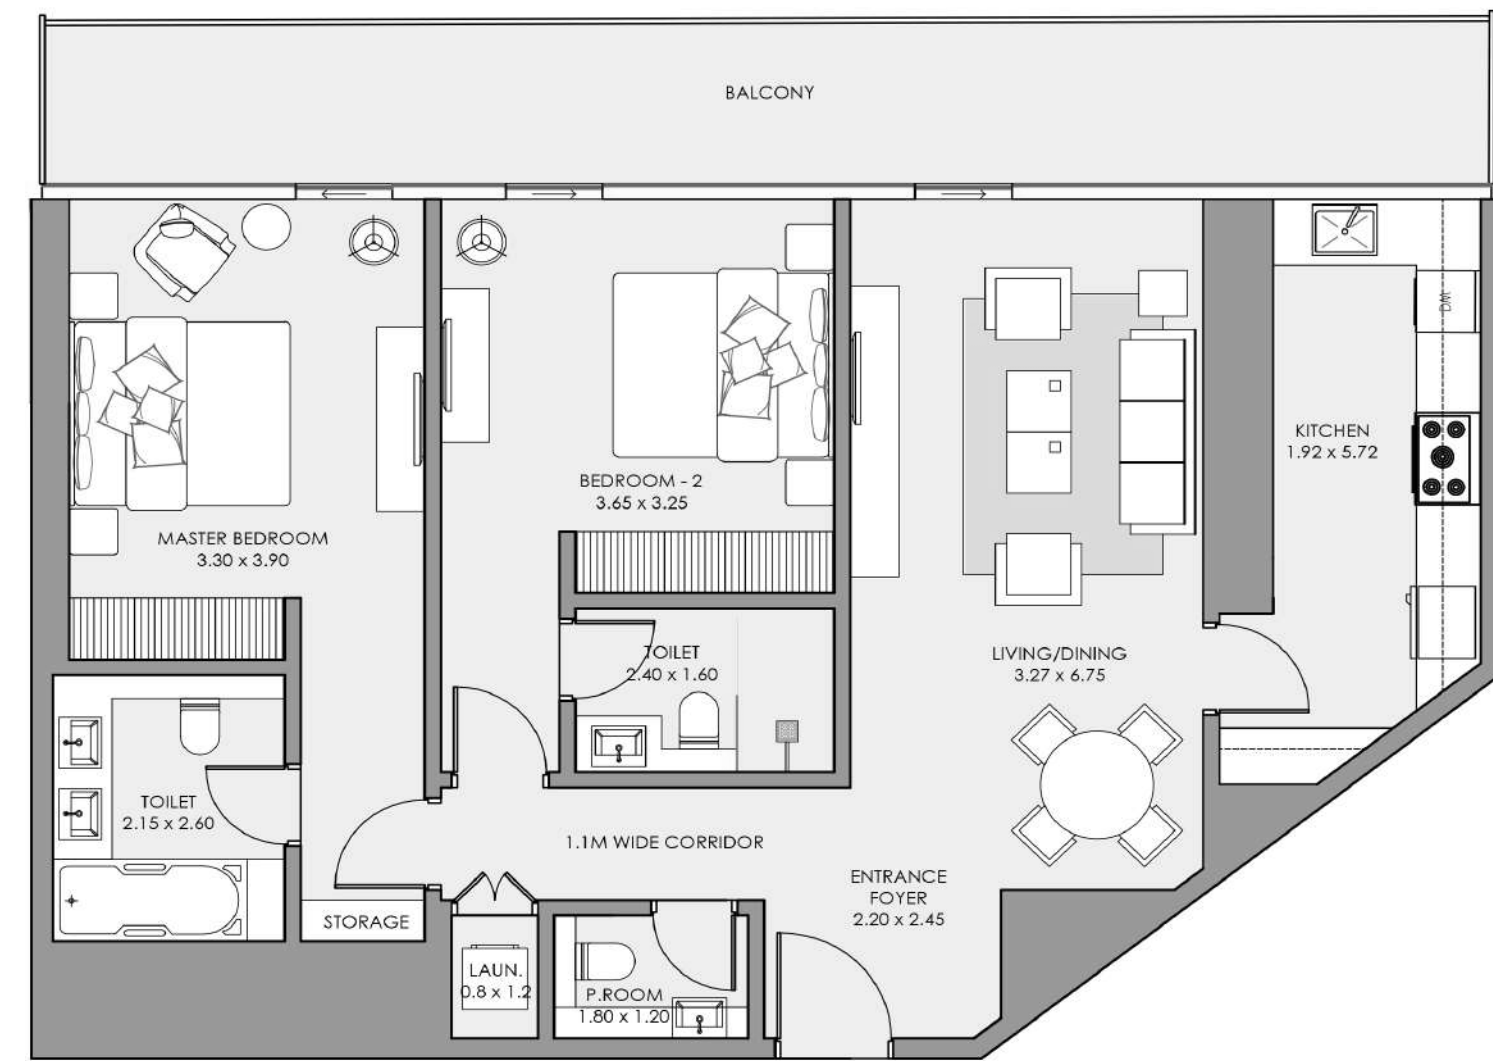 BALCONY
KITCHEN
1.92 x 5.72
BEDROOM - 2
3.65 x 3.25
MASTER BEDROOM
3.30 x 3.90
LIVING/DINING
3.27 x 6.75
TOILET
2.40 x 1.60
TOILET
2.15 x 2.60
1.1M WIDE CORRIDOR
ENTRANCE
FOYER
2.20 x 2.45
STORAGE
LAUN.
0.8 x 1.2
P.ROOM
1.80 x 1.20